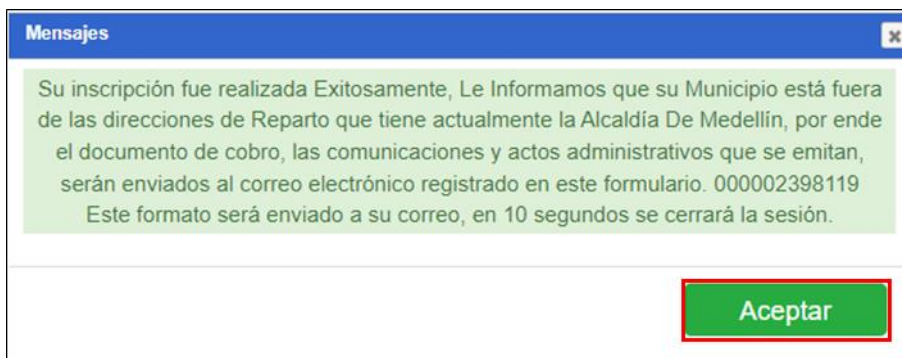 Mensajes
Su inscripción fue realizada Exitosamente, Le Informamos que su Municipio está fuera
de las direcciones de Reparto que tiene actualmente la Alcaldía De Medellín, por ende
el documento de cobro, las comunicaciones y actos administrativos que se emitan,
serán enviados al correo electrónico registrado en este formulario. 000002398119
Este formato será enviado a su correo, en 10 segundos se cerrará la sesión.
Aceptar